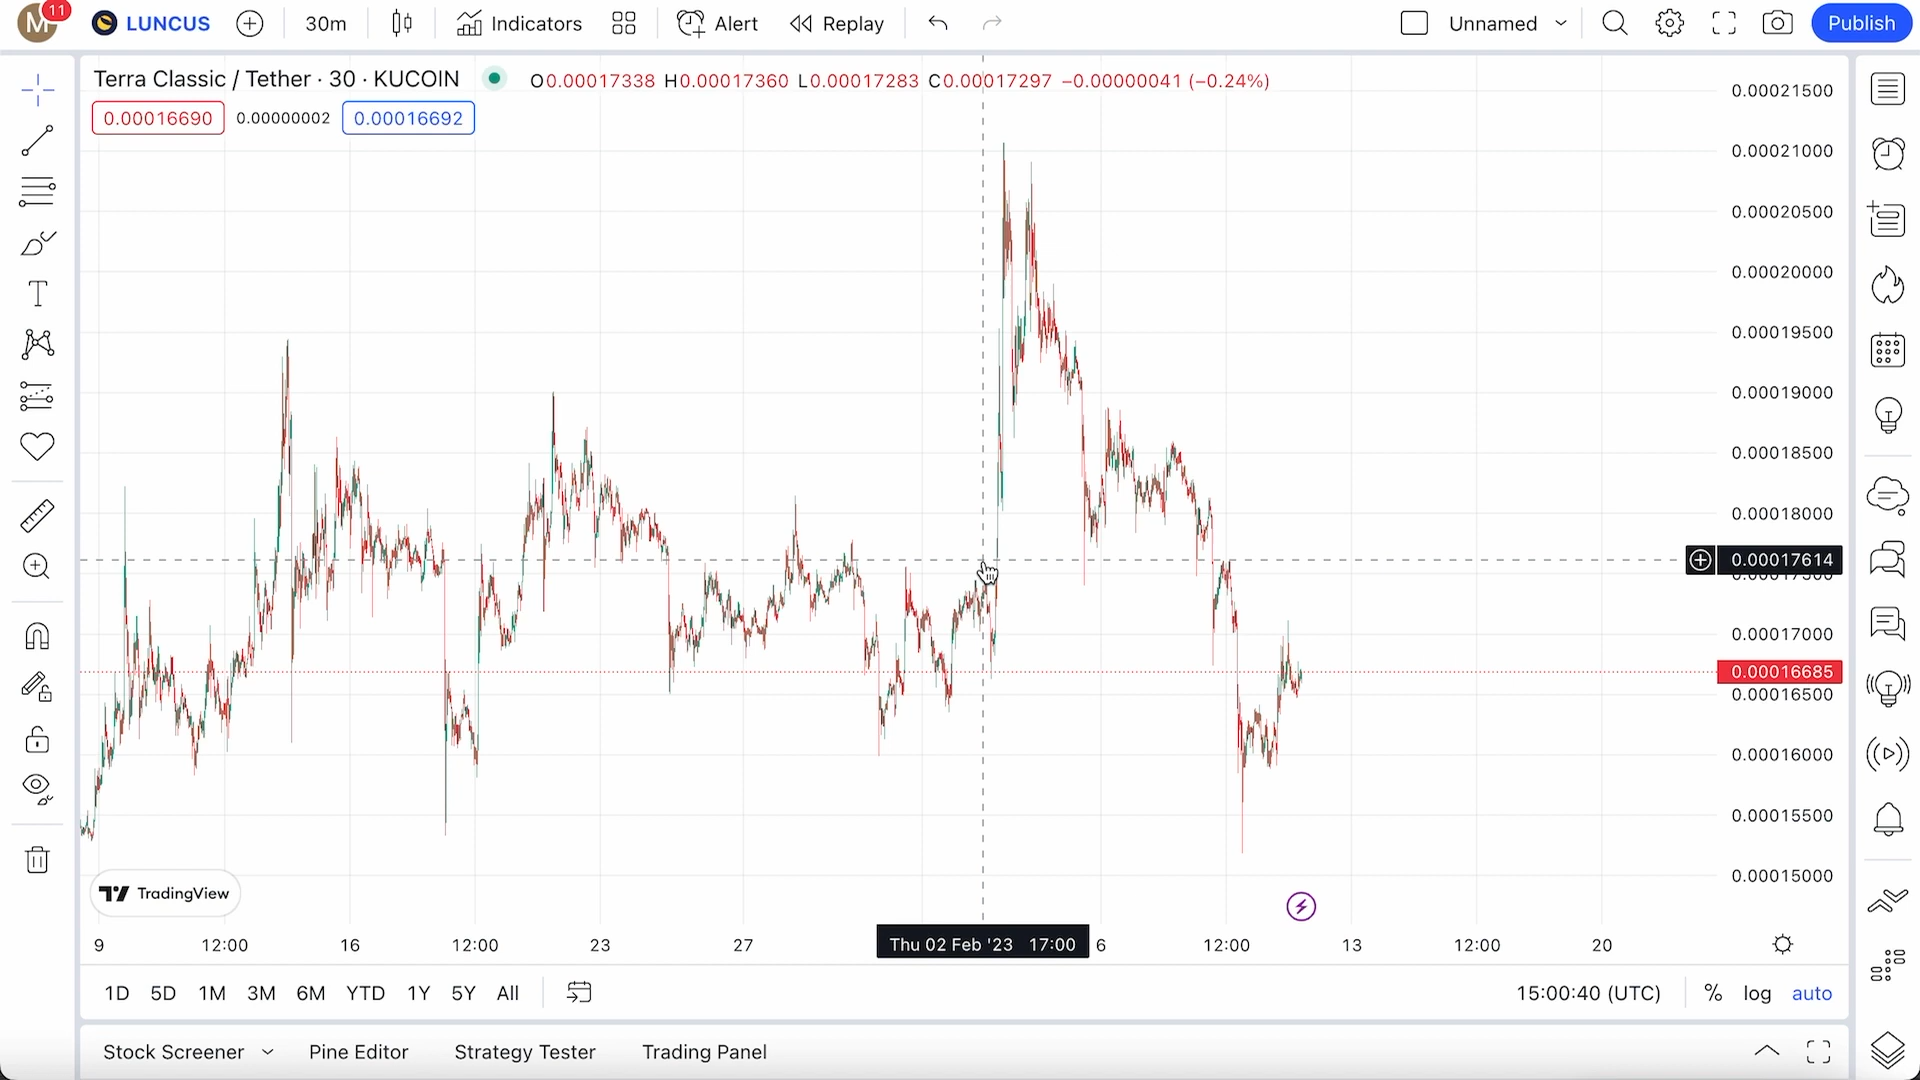 M 11 LUNCUS 30m Indicators Alert Replay Unnamed Publish
Terra Classic / Tether · 30 · KUCOIN O0.00017338 H0.00017360 L0.00017283 C0.00017297 −0.00000041 (−0.24%)
0.00016690 0.00000002 0.00016692
0.00021500
0.00021000
0.00020500
0.00020000
0.00019500
0.00019000
0.00018500
0.00018000
0.00017614
0.00017500
0.00017000
0.00016685
0.00016500
0.00016000
0.00015500
0.00015000
TradingView
9 12:00 16 12:00 23 27 Thu 02 Feb '23 17:00 6 12:00 13 12:00 20
1D 5D 1M 3M 6M YTD 1Y 5Y All 15:00:40 (UTC) % log auto
Stock Screener Pine Editor Strategy Tester Trading Panel